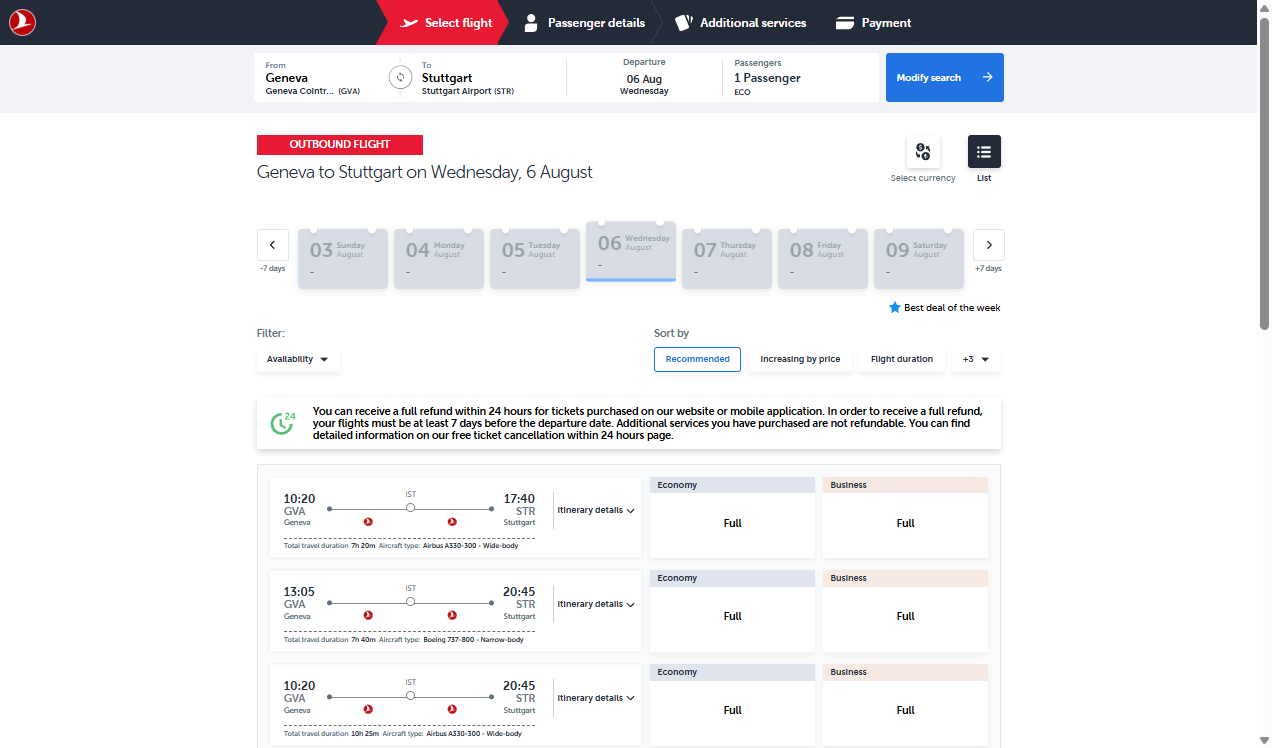 Select flight
Passenger details
Additional services
Payment
From
Geneva
Geneva Cointr... (GVA)
To
Stuttgart
Stuttgart Airport (STR)
Departure
06 Aug
Wednesday
Passengers
1 Passenger
ECO
Modify search
OUTBOUND FLIGHT
Geneva to Stuttgart on Wednesday, 6 August
Select currency
List
-7 days
03 Sunday August -
04 Monday August -
05 Tuesday August -
06 Wednesday August -
07 Thursday August -
08 Friday August -
09 Saturday August -
+7 days
Best deal of the week
Filter:
Availability
Sort by
Recommended
Increasing by price
Flight duration
+3
24
You can receive a full refund within 24 hours for tickets purchased on our website or mobile application. In order to receive a full refund,
your flights must be at least 7 days before the departure date. Additional services you have purchased are not refundable. You can find
detailed information on our free ticket cancellation within 24 hours page.
10:20 IST 17:40
GVA STR
Geneva Stuttgart
Itinerary details
Total travel duration 7h 20m Aircraft type: Airbus A330-300 - Wide-body
Economy
Full
Business
Full
13:05 IST 20:45
GVA STR
Geneva Stuttgart
Itinerary details
Total travel duration 7h 40m Aircraft type: Boeing 737-800 - Narrow-body
Economy
Full
Business
Full
10:20 IST 20:45
GVA STR
Geneva Stuttgart
Itinerary details
Total travel duration 10h 25m Aircraft type: Airbus A330-300 - Wide-body
Economy
Full
Business
Full